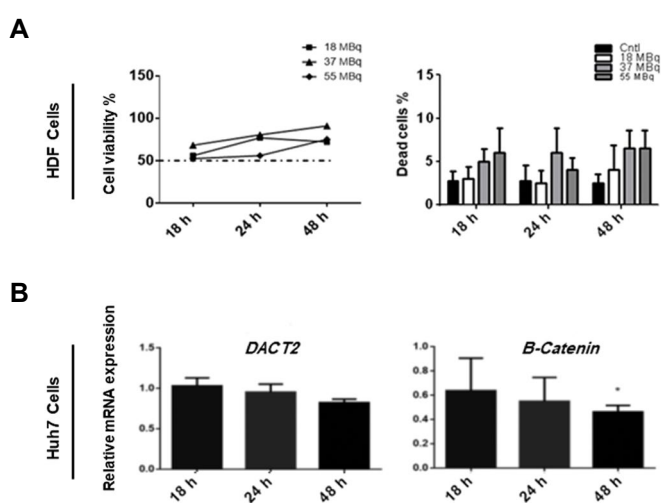 A
HDF Cells
Cell viability %
18 MBq
37 MBq
55 MBq
150
100
50
0
18 h
24 h
48 h
Dead cells %
Cntl
18 MBq
37 MBq
55 MBq
15
10
5
0
18 h
24 h
48 h
B
Huh7 Cells
Relative mRNA expression
DACT2
1.5
1.0
0.5
0.0
18 h
24 h
48 h
B-Catenin
1.0
0.8
0.6
0.4
0.2
0.0
*
18 h
24 h
48 h